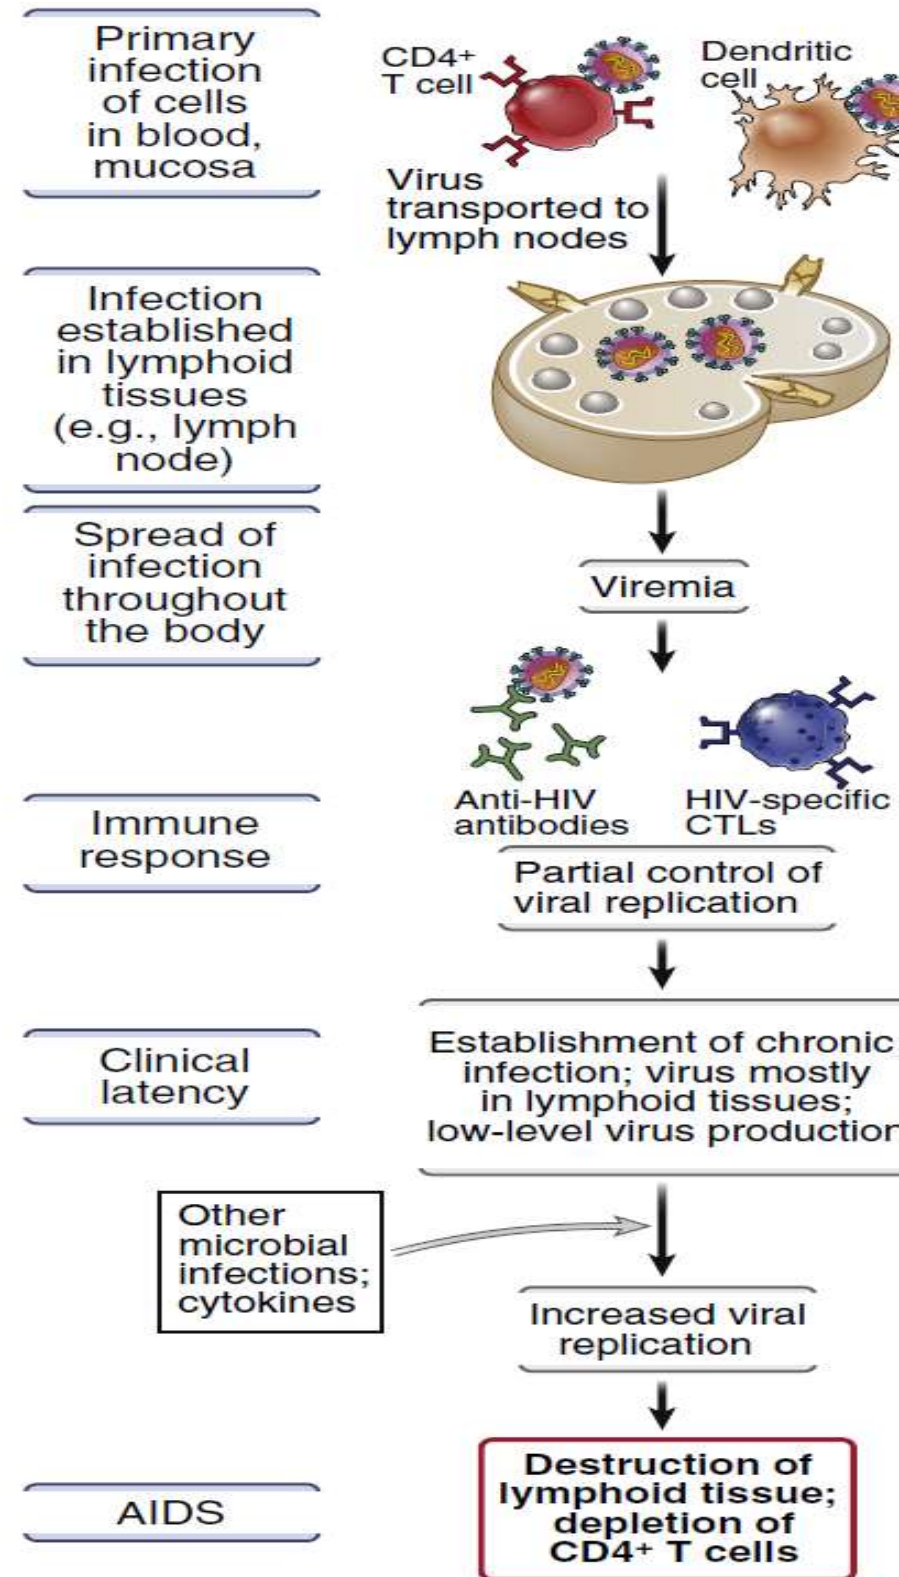 Primary
infection
of cells
in blood,
mucosa
CD4+
T cell
Dendritic
cell
Virus
transported to
lymph nodes
Infection
established
in lymphoid
tissues
(e.g., lymph
node)
Spread of
infection
throughout
the body
Viremia
Anti-HIV
antibodies
HIV-specific
CTLs
Immune
response
Partial control of
viral replication
Clinical
latency
Establishment of chronic
infection; virus mostly
in lymphoid tissues;
low-level virus production
Other
microbial
infections;
cytokines
Increased viral
replication
AIDS
Destruction of
lymphoid tissue;
depletion of
CD4+ T cells